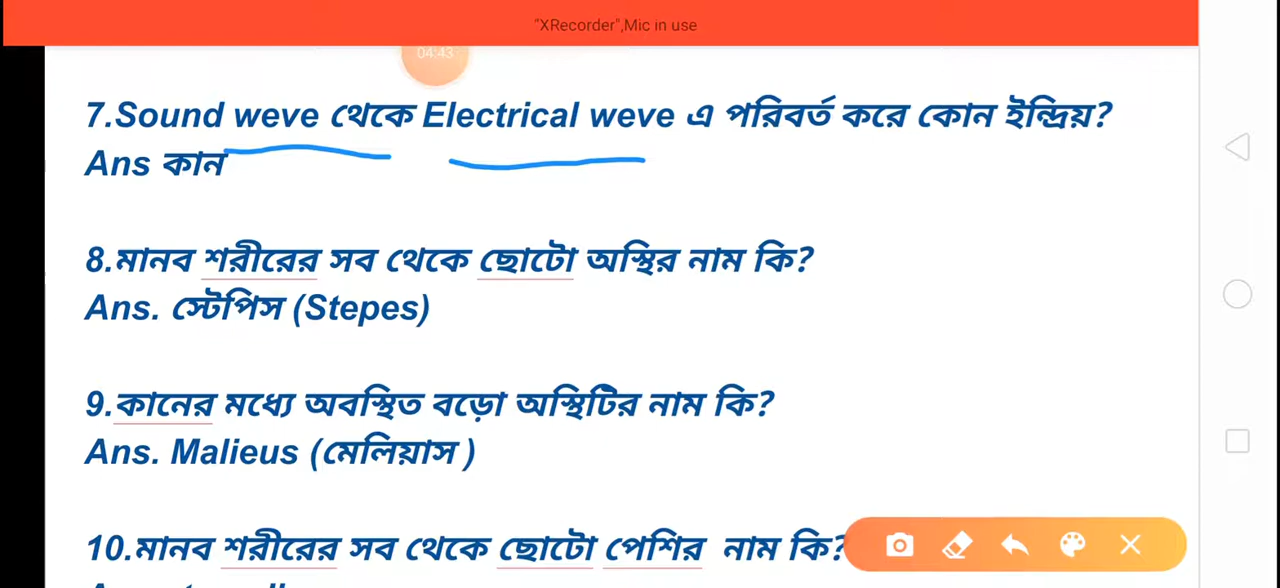 "XRecorder",Mic in use
04:43
7.Sound weve থেকে Electrical weve এ পরিবর্ত করে কোন ইন্দ্রিয়?
Ans কান
8.মানব শরীরের সব থেকে ছোটো অস্থির নাম কি?
Ans. স্টেপিস (Stepes)
9.কানের মধ্যে অবস্থিত বড়ো অস্থিটির নাম কি?
Ans. Malieus (মেলিয়াস )
10.মানব শরীরের সব থেকে ছোটো পেশির নাম কি?